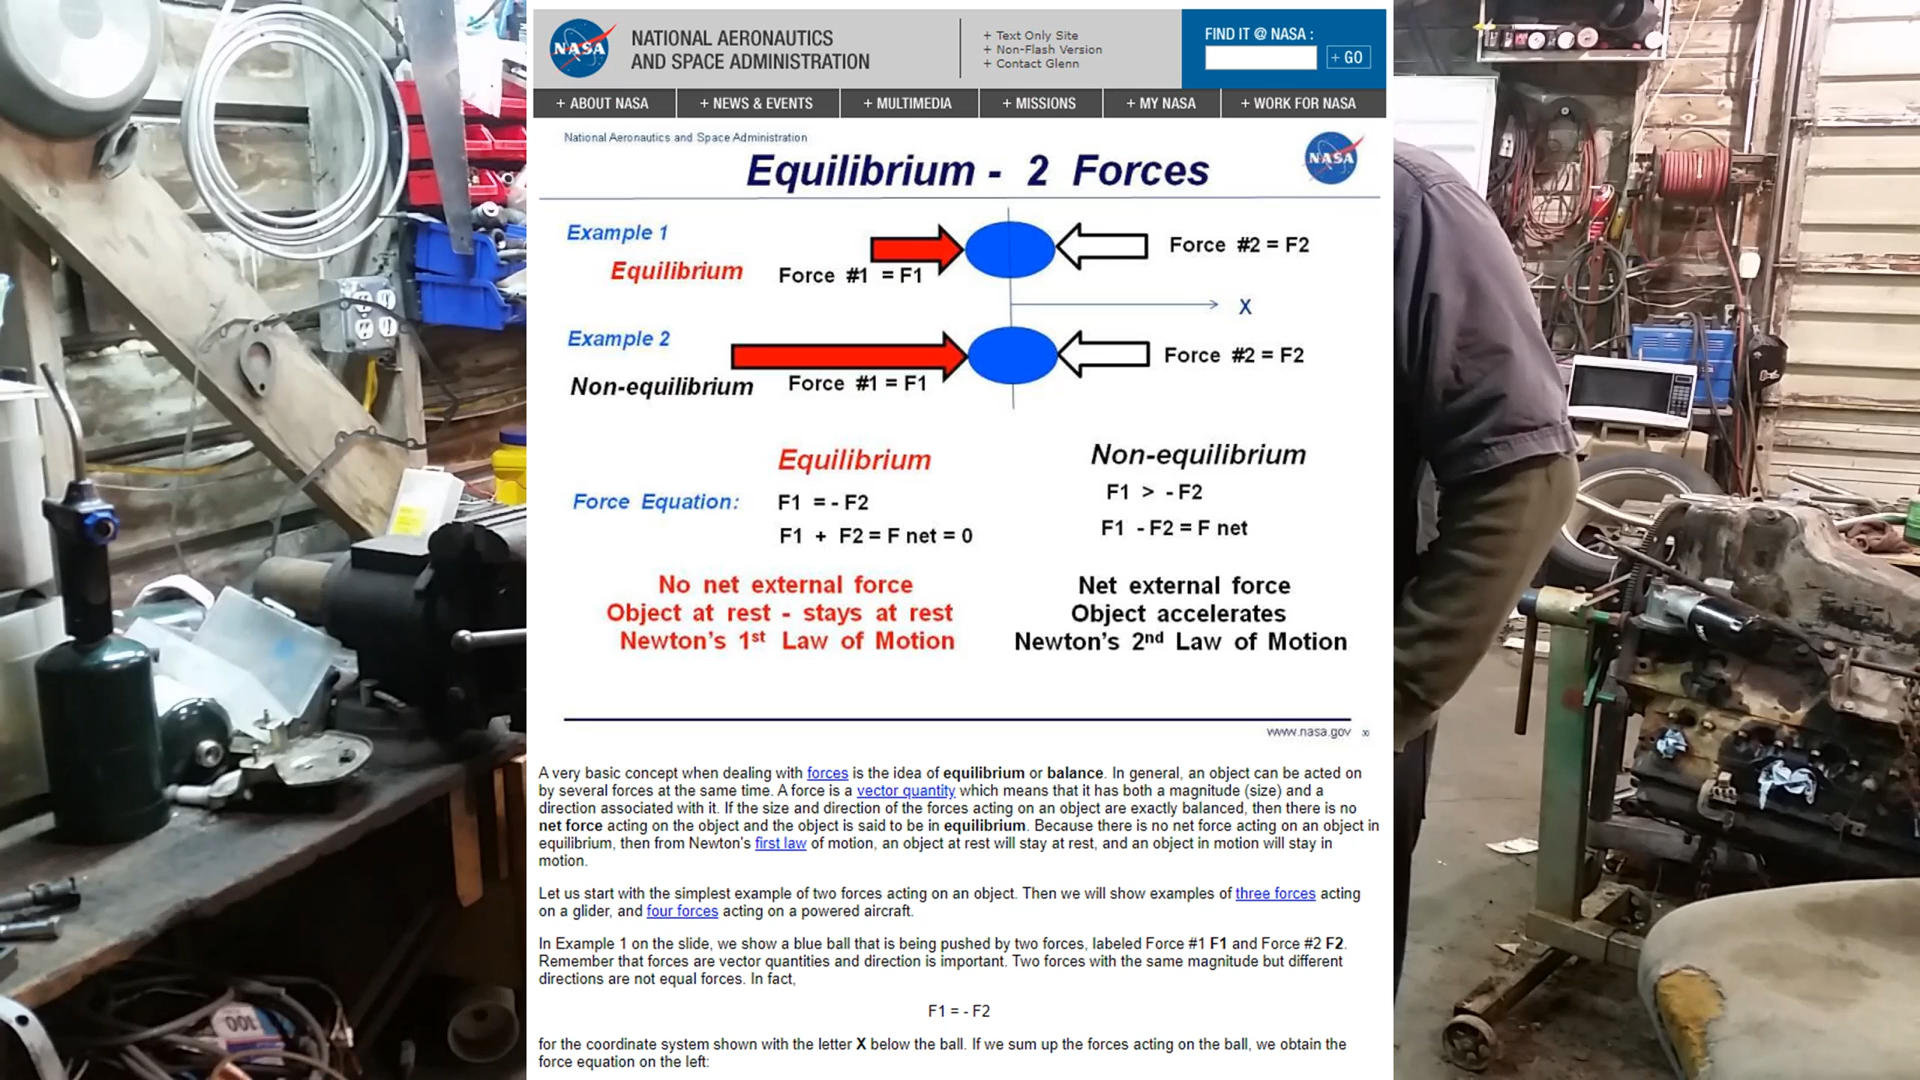 NASA
NATIONAL AERONAUTICS
AND SPACE ADMINISTRATION
+ Text Only Site
+ Non-Flash Version
+ Contact Glenn
FIND IT @ NASA :
+ GO
+ ABOUT NASA
+ NEWS & EVENTS
+ MULTIMEDIA
+ MISSIONS
+ MY NASA
+ WORK FOR NASA
National Aeronautics and Space Administration
Equilibrium - 2 Forces
NASA
Example 1
Equilibrium
Force #1 = F1
Force #2 = F2
X
Example 2
Non-equilibrium
Force #1 = F1
Force #2 = F2
Equilibrium
Non-equilibrium
Force Equation:
F1 = - F2
F1 > - F2
F1 + F2 = F net = 0
F1 - F2 = F net
No net external force
Object at rest - stays at rest
Newton's 1st Law of Motion
Net external force
Object accelerates
Newton's 2nd Law of Motion
www.nasa.gov 30
A very basic concept when dealing with forces is the idea of equilibrium or balance. In general, an object can be acted on
by several forces at the same time. A force is a vector quantity which means that it has both a magnitude (size) and a
direction associated with it. If the size and direction of the forces acting on an object are exactly balanced, then there is no
net force acting on the object and the object is said to be in equilibrium. Because there is no net force acting on an object in
equilibrium, then from Newton's first law of motion, an object at rest will stay at rest, and an object in motion will stay in
motion.
Let us start with the simplest example of two forces acting on an object. Then we will show examples of three forces acting
on a glider, and four forces acting on a powered aircraft.
In Example 1 on the slide, we show a blue ball that is being pushed by two forces, labeled Force #1 F1 and Force #2 F2.
Remember that forces are vector quantities and direction is important. Two forces with the same magnitude but different
directions are not equal forces. In fact,
F1 = - F2
for the coordinate system shown with the letter X below the ball. If we sum up the forces acting on the ball, we obtain the
force equation on the left:
100